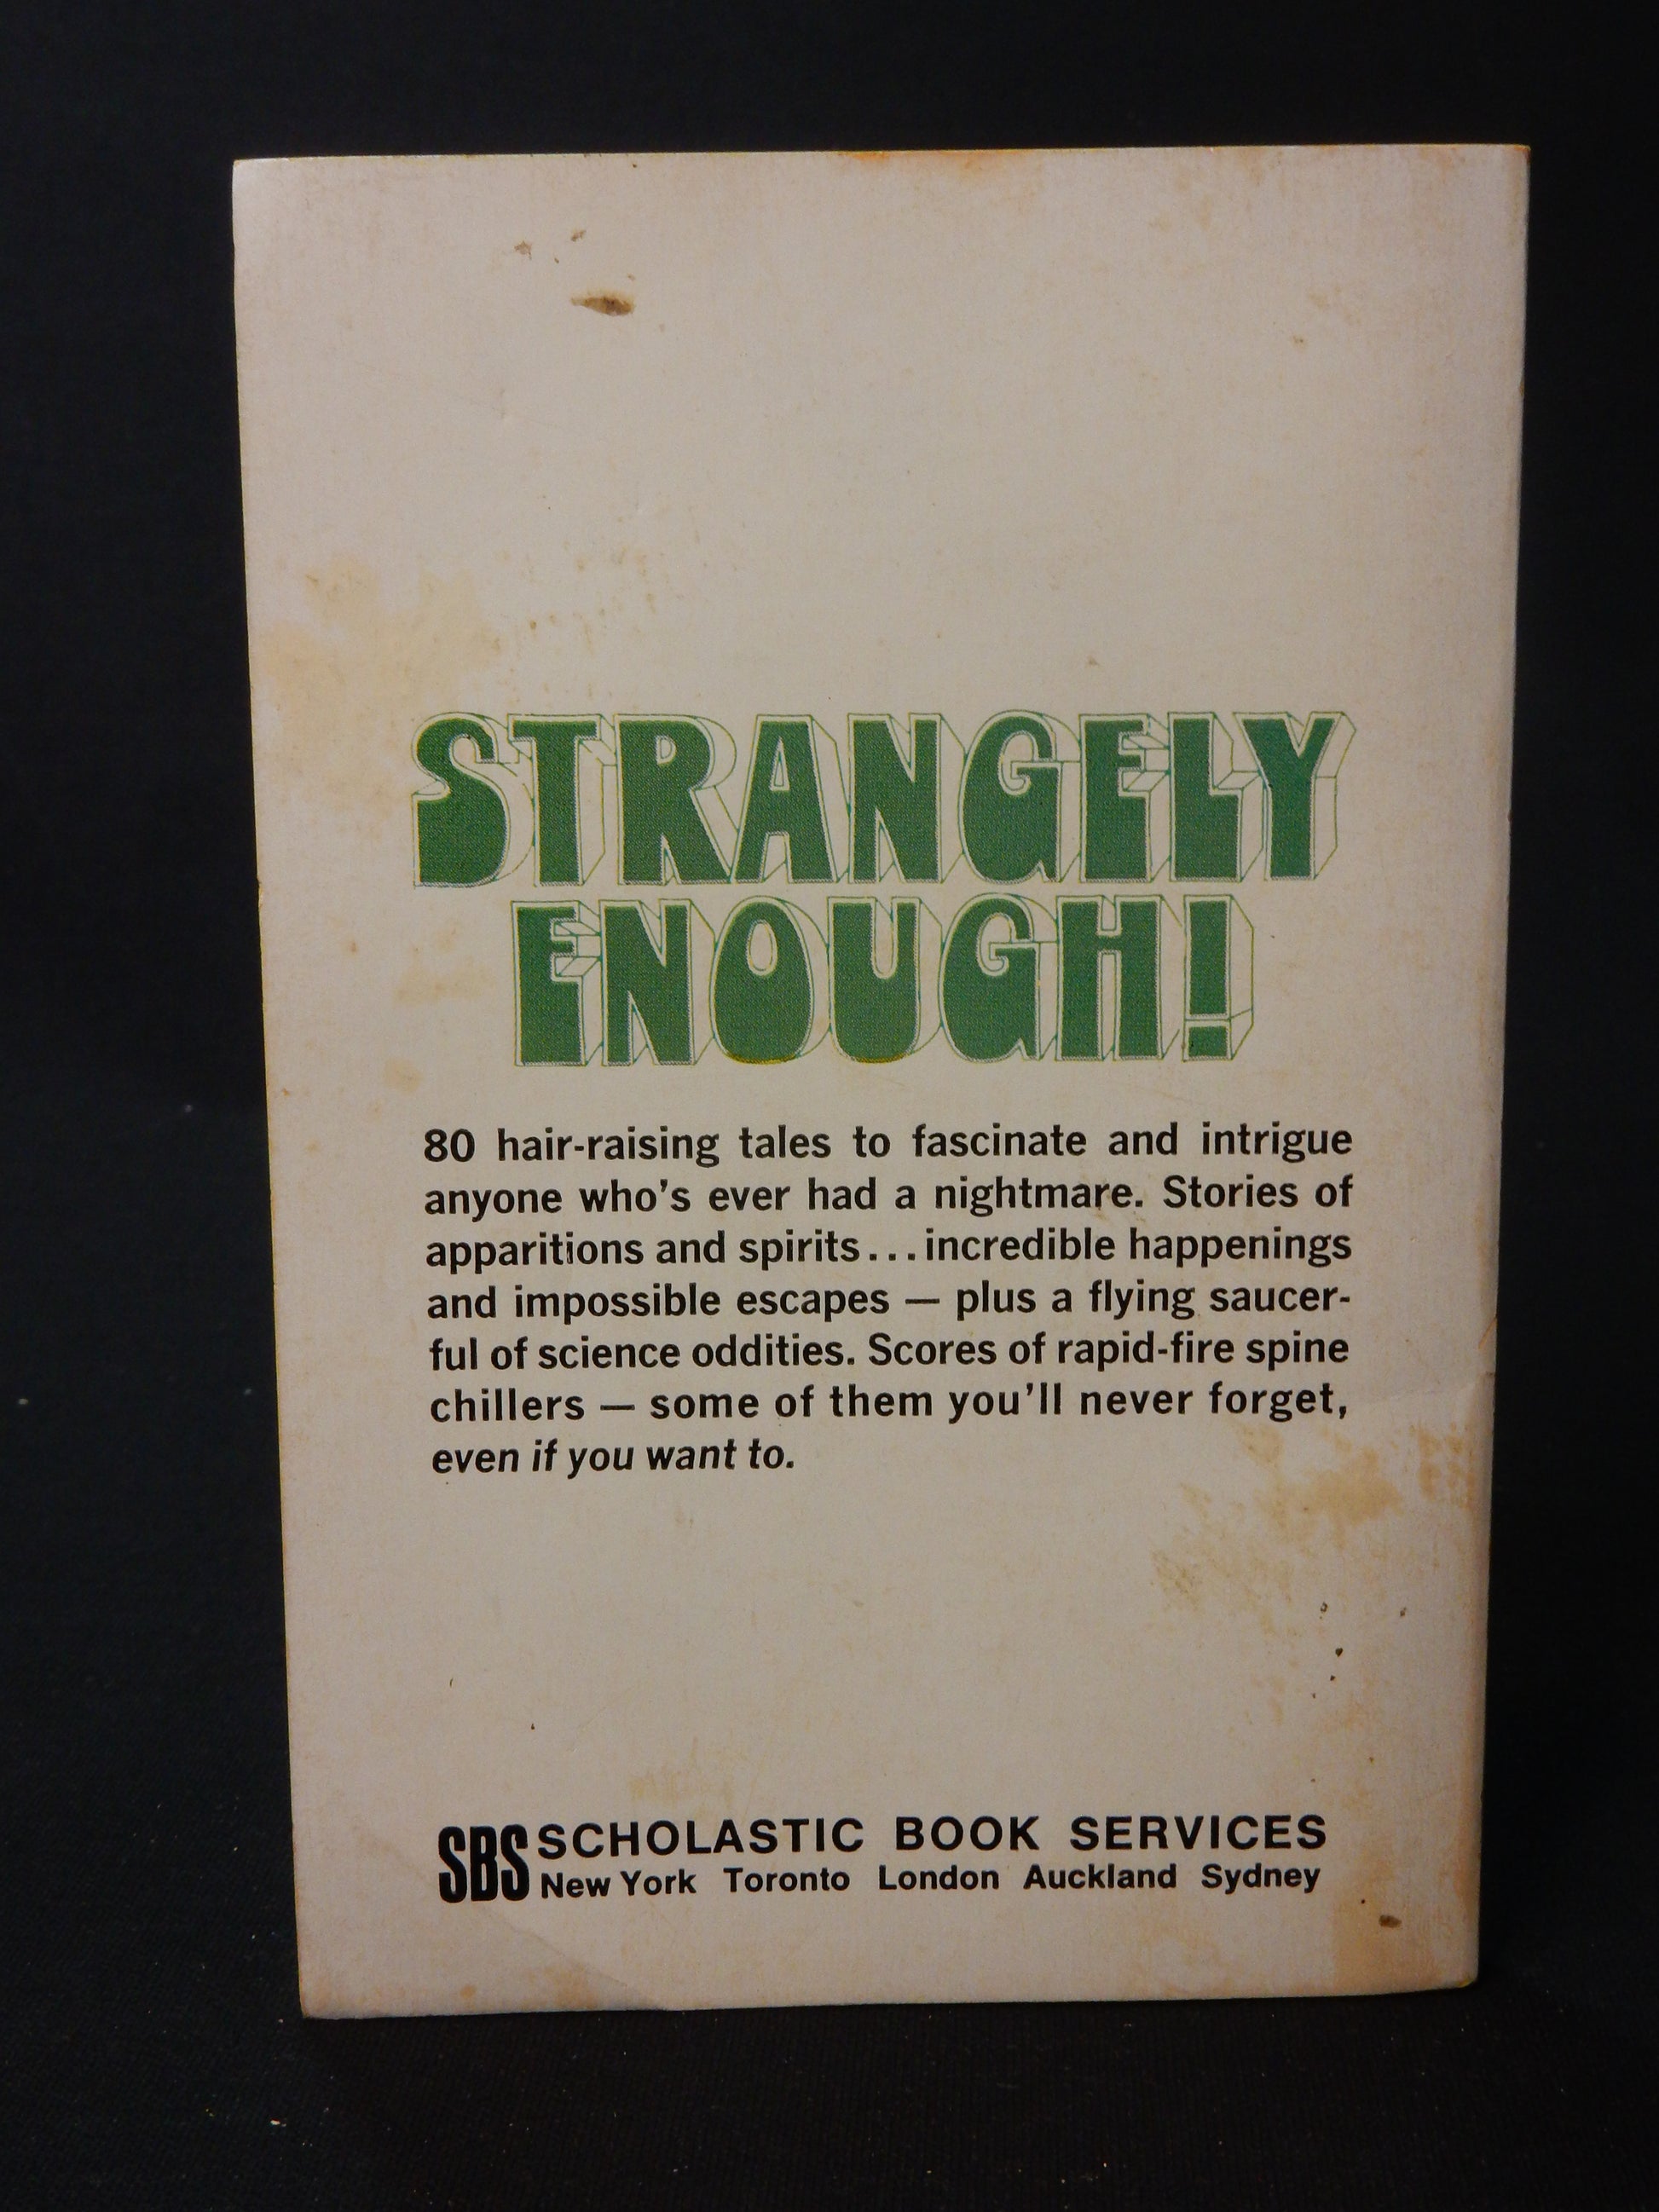 STRANGELY
ENOUGH!
80 hair-raising tales to fascinate and intrigue
anyone who's ever had a nightmare. Stories of
apparitions and spirits...incredible happenings
and impossible escapes — plus a flying saucer-
ful of science oddities. Scores of rapid-fire spine
chillers — some of them you'll never forget,
even if you want to.
SBS SCHOLASTIC BOOK SERVICES
New York Toronto London Auckland Sydney